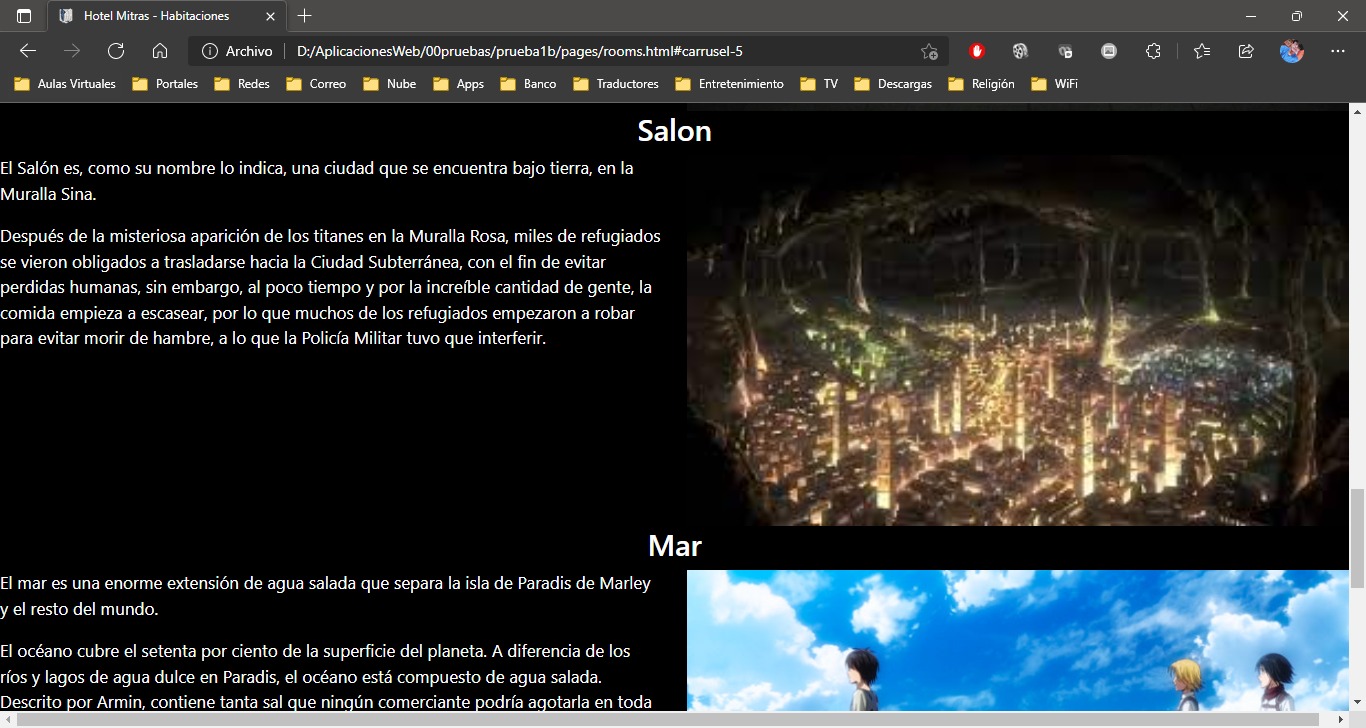 Hotel Mitras - Habitaciones
Archivo
D:/AplicacionesWeb/00pruebas/prueba1b/pages/rooms.html#carrusel-5
Aulas Virtuales
Portales
Redes
Correo
Nube
Apps
Banco
Traductores
Entretenimiento
TV
Descargas
Religión
WiFi
Salon
El Salón es, como su nombre lo indica, una ciudad que se encuentra bajo tierra, en la
Muralla Sina.
Después de la misteriosa aparición de los titanes en la Muralla Rosa, miles de refugiados
se vieron obligados a trasladarse hacia la Ciudad Subterránea, con el fin de evitar
perdidas humanas, sin embargo, al poco tiempo y por la increíble cantidad de gente, la
comida empieza a escasear, por lo que muchos de los refugiados empezaron a robar
para evitar morir de hambre, a lo que la Policía Militar tuvo que interferir.
Mar
El mar es una enorme extensión de agua salada que separa la isla de Paradis de Marley
y el resto del mundo.
El océano cubre el setenta por ciento de la superficie del planeta. A diferencia de los
ríos y lagos de agua dulce en Paradis, el océano está compuesto de agua salada.
Descrito por Armin, contiene tanta sal que ningún comerciante podría agotarla en toda